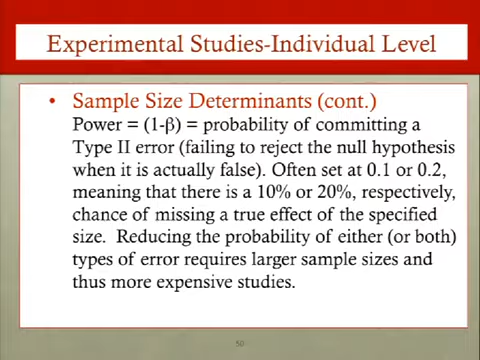 Experimental Studies-Individual Level
• Sample Size Determinants (cont.)
Power = (1-β) = probability of committing a
Type II error (failing to reject the null hypothesis
when it is actually false). Often set at 0.1 or 0.2,
meaning that there is a 10% or 20%, respectively,
chance of missing a true effect of the specified
size. Reducing the probability of either (or both)
types of error requires larger sample sizes and
thus more expensive studies.
50